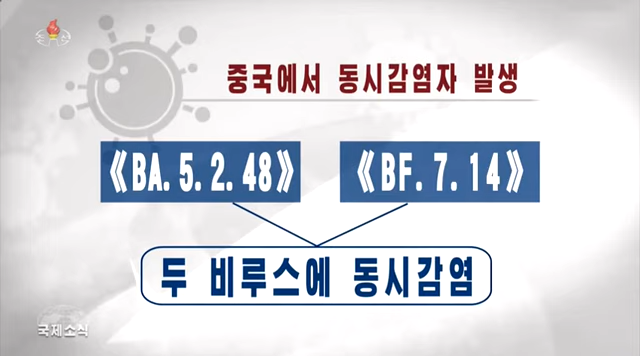 중국에서 동시감염자 발생
《BA.5.2.48》 《BF.7.14》
두 비루스에 동시감염
국제소식